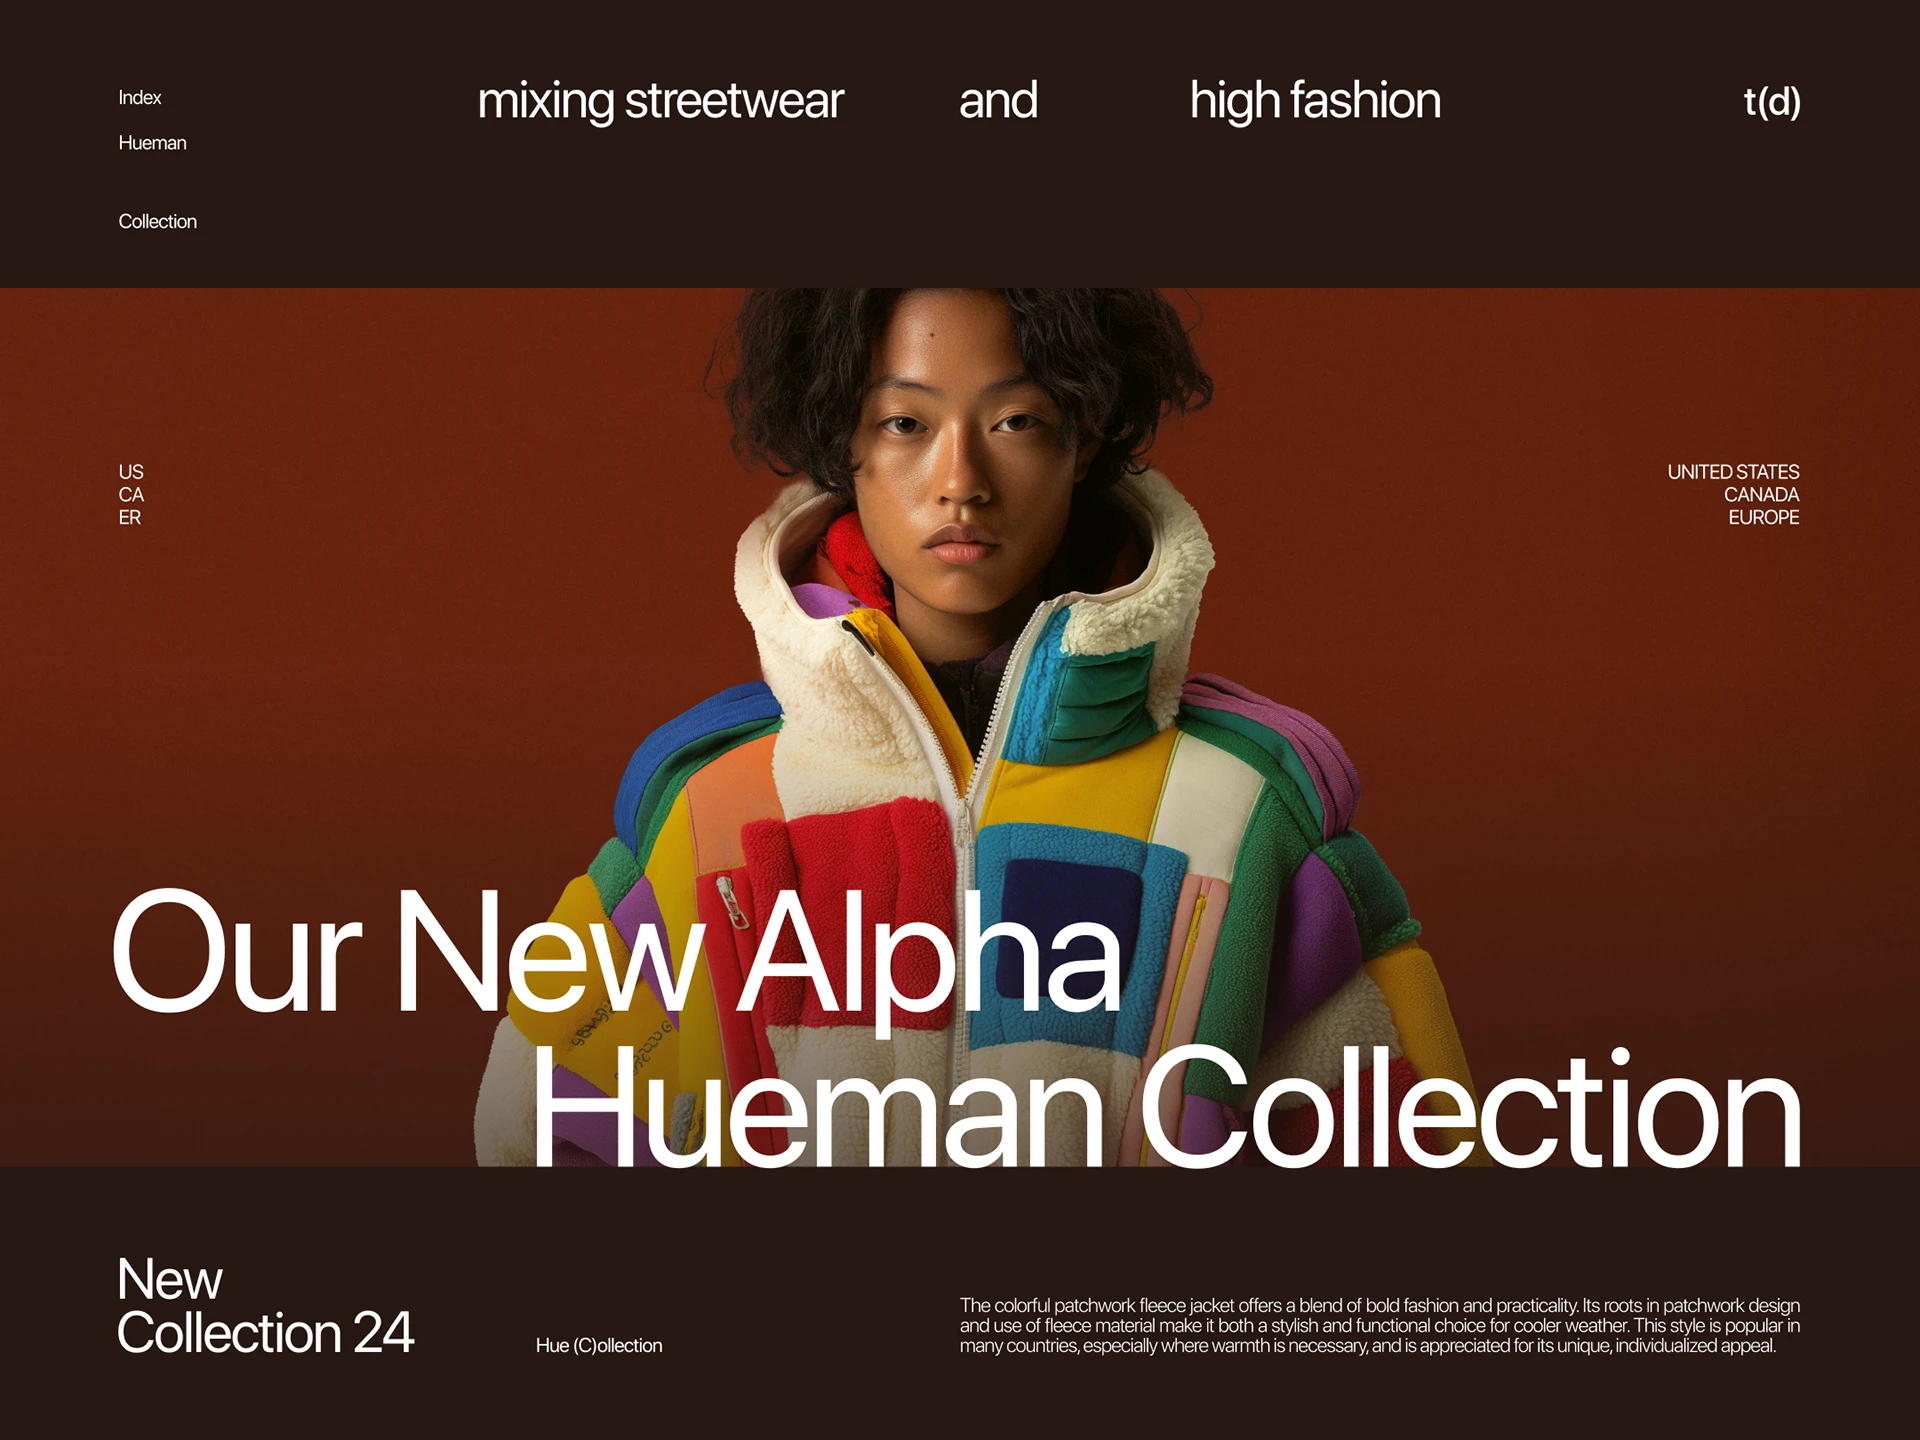 Index
Hueman
Collection
mixing streetwear and high fashion
t(d)
US
CA
ER
UNITED STATES
CANADA
EUROPE
Our New Alpha
Hueman Collection
New
Collection 24
Hue (C)ollection
The colorful patchwork fleece jacket offers a blend of bold fashion and practicality. Its roots in patchwork design
and use of fleece material make it both a stylish and functional choice for cooler weather. This style is popular in
many countries, especially where warmth is necessary, and is appreciated for its unique, individualized appeal.